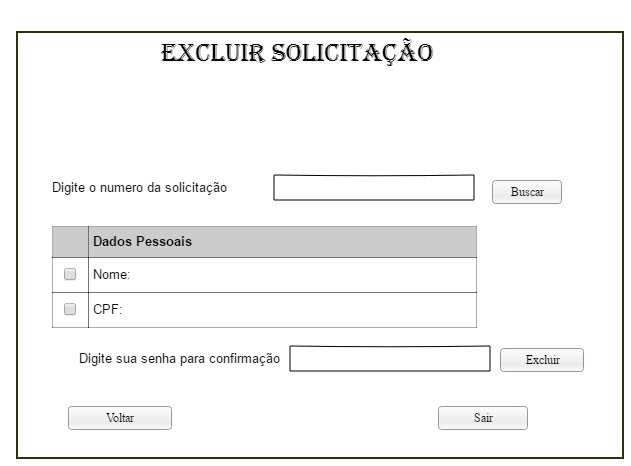 EXCLUIR SOLICITAÇÃO
Digite o numero da solicitação
Buscar
Dados Pessoais
Nome:
CPF:
Digite sua senha para confirmação
Excluir
Voltar
Sair